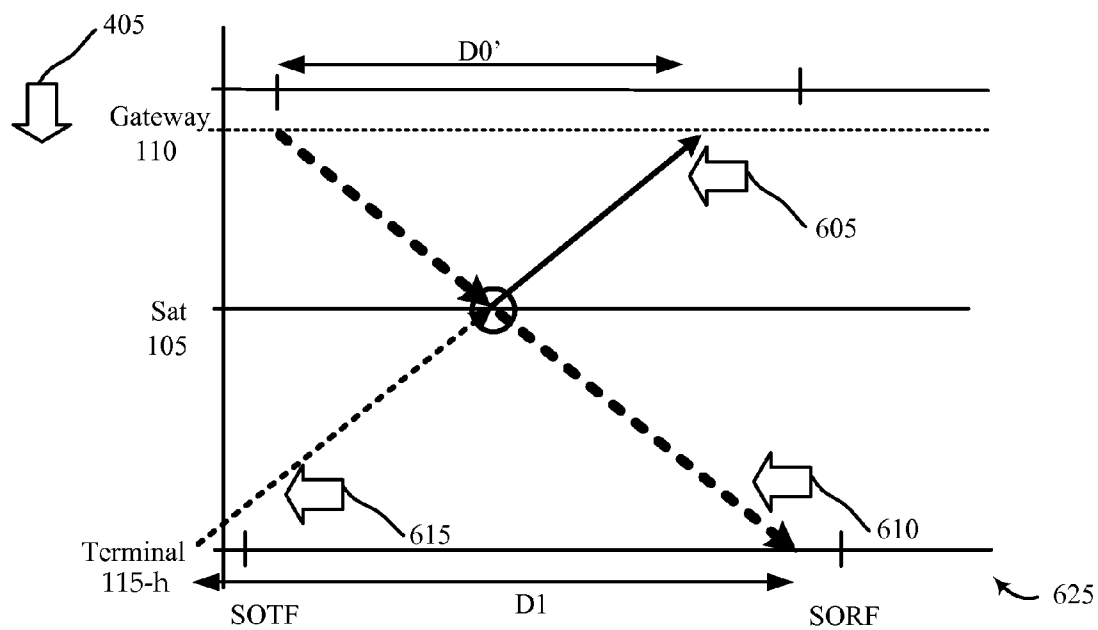 405
D0’
Gateway
110
605
Sat
105
615
610
Terminal
115-h
D1
SOTF
SORF
625